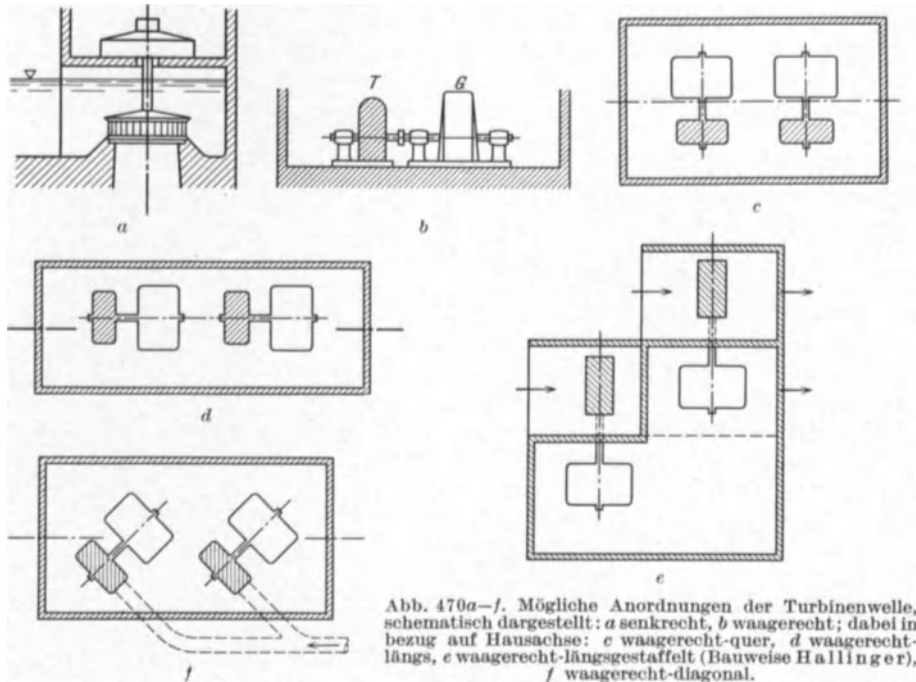 T G
a b c
d
e
f
Abb. 470a—f. Mögliche Anordnungen der Turbinenwelle,
schematisch dargestellt: a senkrecht, b waagerecht; dabei in
bezug auf Hausachse: c waagerecht-quer, d waagerecht-
längs, e waagerecht-längsgestaffelt (Bauweise Hallinger),
f waagerecht-diagonal.